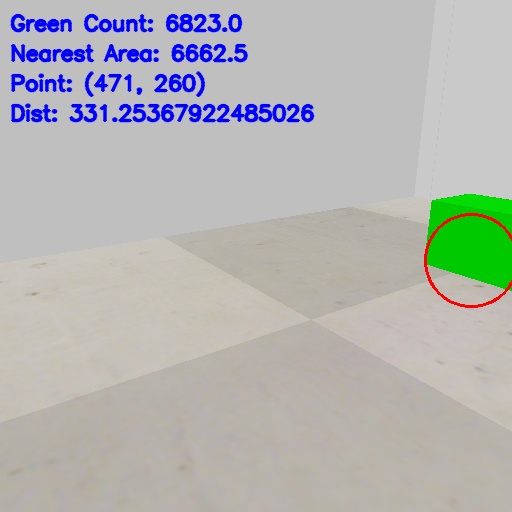 Green Count: 6823.0
Nearest Area: 6662.5
Point: (471, 260)
Dist: 331.25367922485026